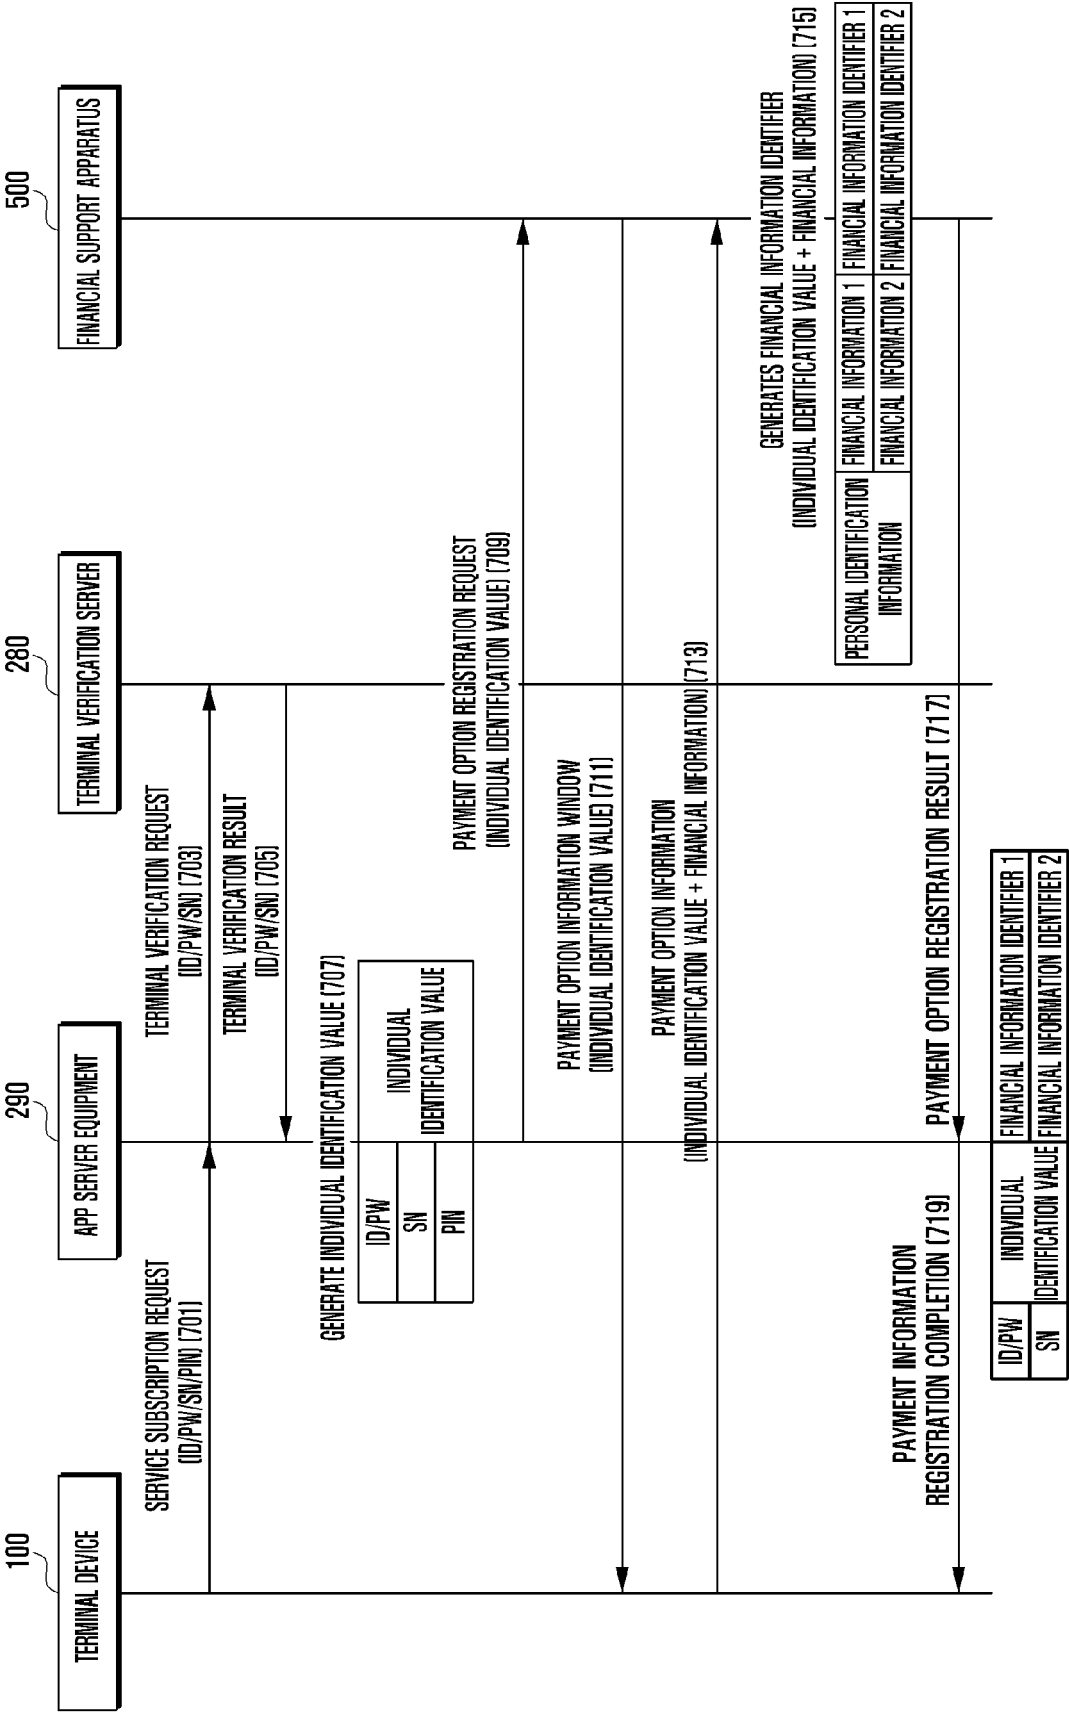 100
290
280
500
TERMINAL DEVICE
APP SERVER EQUIPMENT
TERMINAL VERIFICATION SERVER
FINANCIAL SUPPORT APPARATUS
SERVICE SUBSCRIPTION REQUEST
(ID/PW/SN/PIN) (701)
TERMINAL VERIFICATION REQUEST
(ID/PW/SN) (703)
TERMINAL VERIFICATION RESULT
(ID/PW/SN) (705)
GENERATE INDIVIDUAL IDENTIFICATION VALUE (707)
ID/PW
SN
PIN
INDIVIDUAL
IDENTIFICATION VALUE
PAYMENT OPTION REGISTRATION REQUEST
(INDIVIDUAL IDENTIFICATION VALUE) (709)
PAYMENT OPTION INFORMATION WINDOW
(INDIVIDUAL IDENTIFICATION VALUE) (711)
PAYMENT OPTION INFORMATION
(INDIVIDUAL IDENTIFICATION VALUE + FINANCIAL INFORMATION) (713)
GENERATES FINANCIAL INFORMATION IDENTIFIER
(INDIVIDUAL IDENTIFICATION VALUE + FINANCIAL INFORMATION) (715)
PERSONAL IDENTIFICATION
INFORMATION
FINANCIAL INFORMATION 1
FINANCIAL INFORMATION IDENTIFIER 1
FINANCIAL INFORMATION 2
FINANCIAL INFORMATION IDENTIFIER 2
PAYMENT OPTION REGISTRATION RESULT (717)
PAYMENT INFORMATION
REGISTRATION COMPLETION (719)
ID/PW
SN
INDIVIDUAL
IDENTIFICATION VALUE
FINANCIAL INFORMATION IDENTIFIER 1
FINANCIAL INFORMATION IDENTIFIER 2